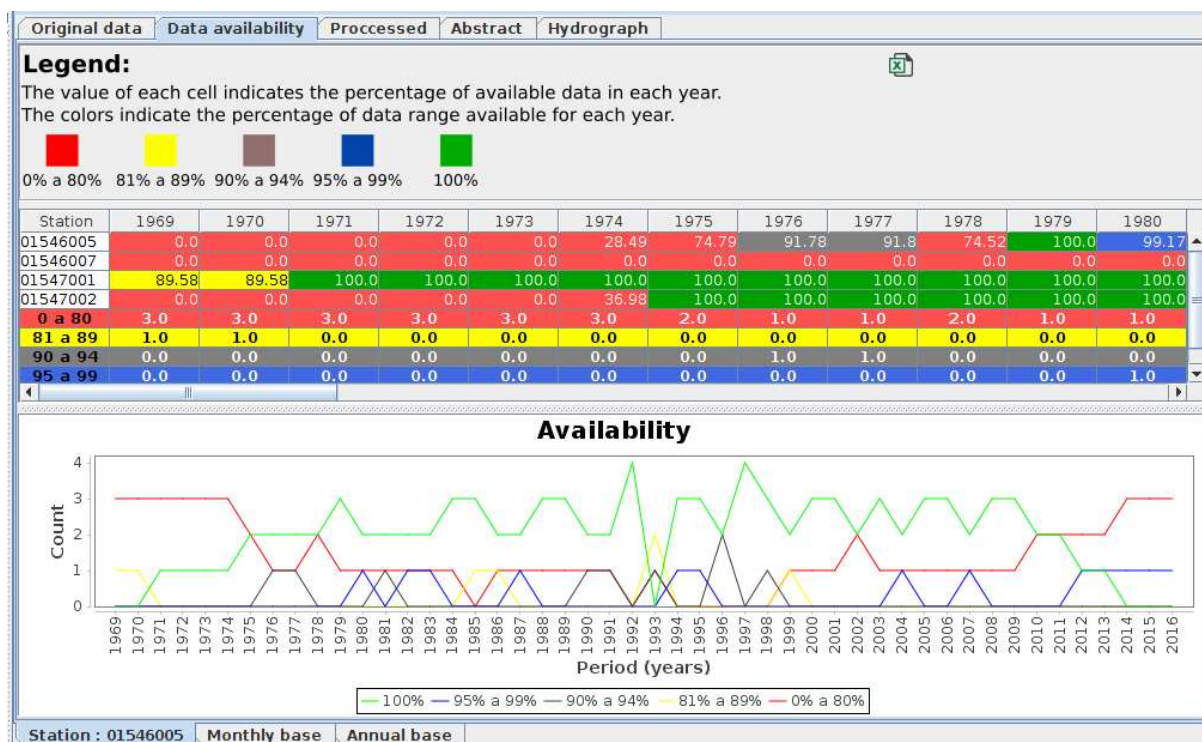 Original data Data availability Proccessed Abstract Hydrograph
Legend:
The value of each cell indicates the percentage of available data in each year.
The colors indicate the percentage of data range available for each year.
0% a 80% 81% a 89% 90% a 94% 95% a 99% 100%
Station 1969 1970 1971 1972 1973 1974 1975 1976 1977 1978 1979 1980
01546005 0.0 0.0 0.0 0.0 0.0 28.49 74.79 91.78 91.8 74.52 100.0 99.17
01546007 0.0 0.0 0.0 0.0 0.0 0.0 0.0 0.0 0.0 0.0 0.0 0.0
01547001 89.58 89.58 100.0 100.0 100.0 100.0 100.0 100.0 100.0 100.0 100.0 100.0
01547002 0.0 0.0 0.0 0.0 0.0 36.98 100.0 100.0 100.0 100.0 100.0 100.0
0 a 80 3.0 3.0 3.0 3.0 3.0 3.0 2.0 1.0 1.0 2.0 1.0 1.0
81 a 89 1.0 1.0 0.0 0.0 0.0 0.0 0.0 0.0 0.0 0.0 0.0 0.0
90 a 94 0.0 0.0 0.0 0.0 0.0 0.0 0.0 1.0 1.0 0.0 0.0 0.0
95 a 99 0.0 0.0 0.0 0.0 0.0 0.0 0.0 0.0 0.0 0.0 0.0 1.0
Availability
4
3
2
1
0
Count
1969 1970 1971 1972 1973 1974 1975 1976 1977 1978 1979 1980 1981 1982 1983 1984 1985 1986 1987 1988 1989 1990 1991 1992 1993 1994 1995 1996 1997 1998 1999 2000 2001 2002 2003 2004 2005 2006 2007 2008 2009 2010 2011 2012 2013 2014 2015 2016
Period (years)
100% 95% a 99% 90% a 94% 81% a 89% 0% a 80%
Station : 01546005 Monthly base Annual base